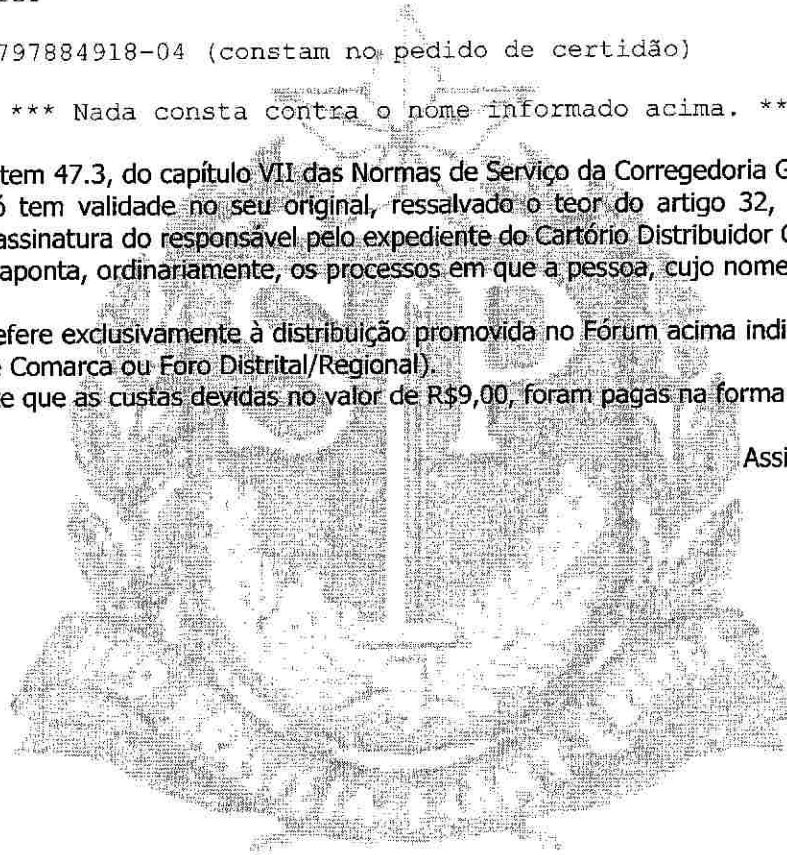 797884918-04 (constam no pedido de certidão)
*** Nada consta contra o nome informado acima. **
tem 47.3, do capítulo VII das Normas de Serviço da Corregedoria G
ó tem validade no seu original, ressalvado o teor do artigo 32,
assinatura do responsável pelo expediente do Cartório Distribuidor
aponta, ordinariamente, os processos em que a pessoa, cujo nome
efere exclusivamente à distribuição promovida no Fórum acima indi
e Comarca ou Foro Distrital/Regional).
te que as custas devidas no valor de R$9,00, foram pagas na forma
Assi
SP